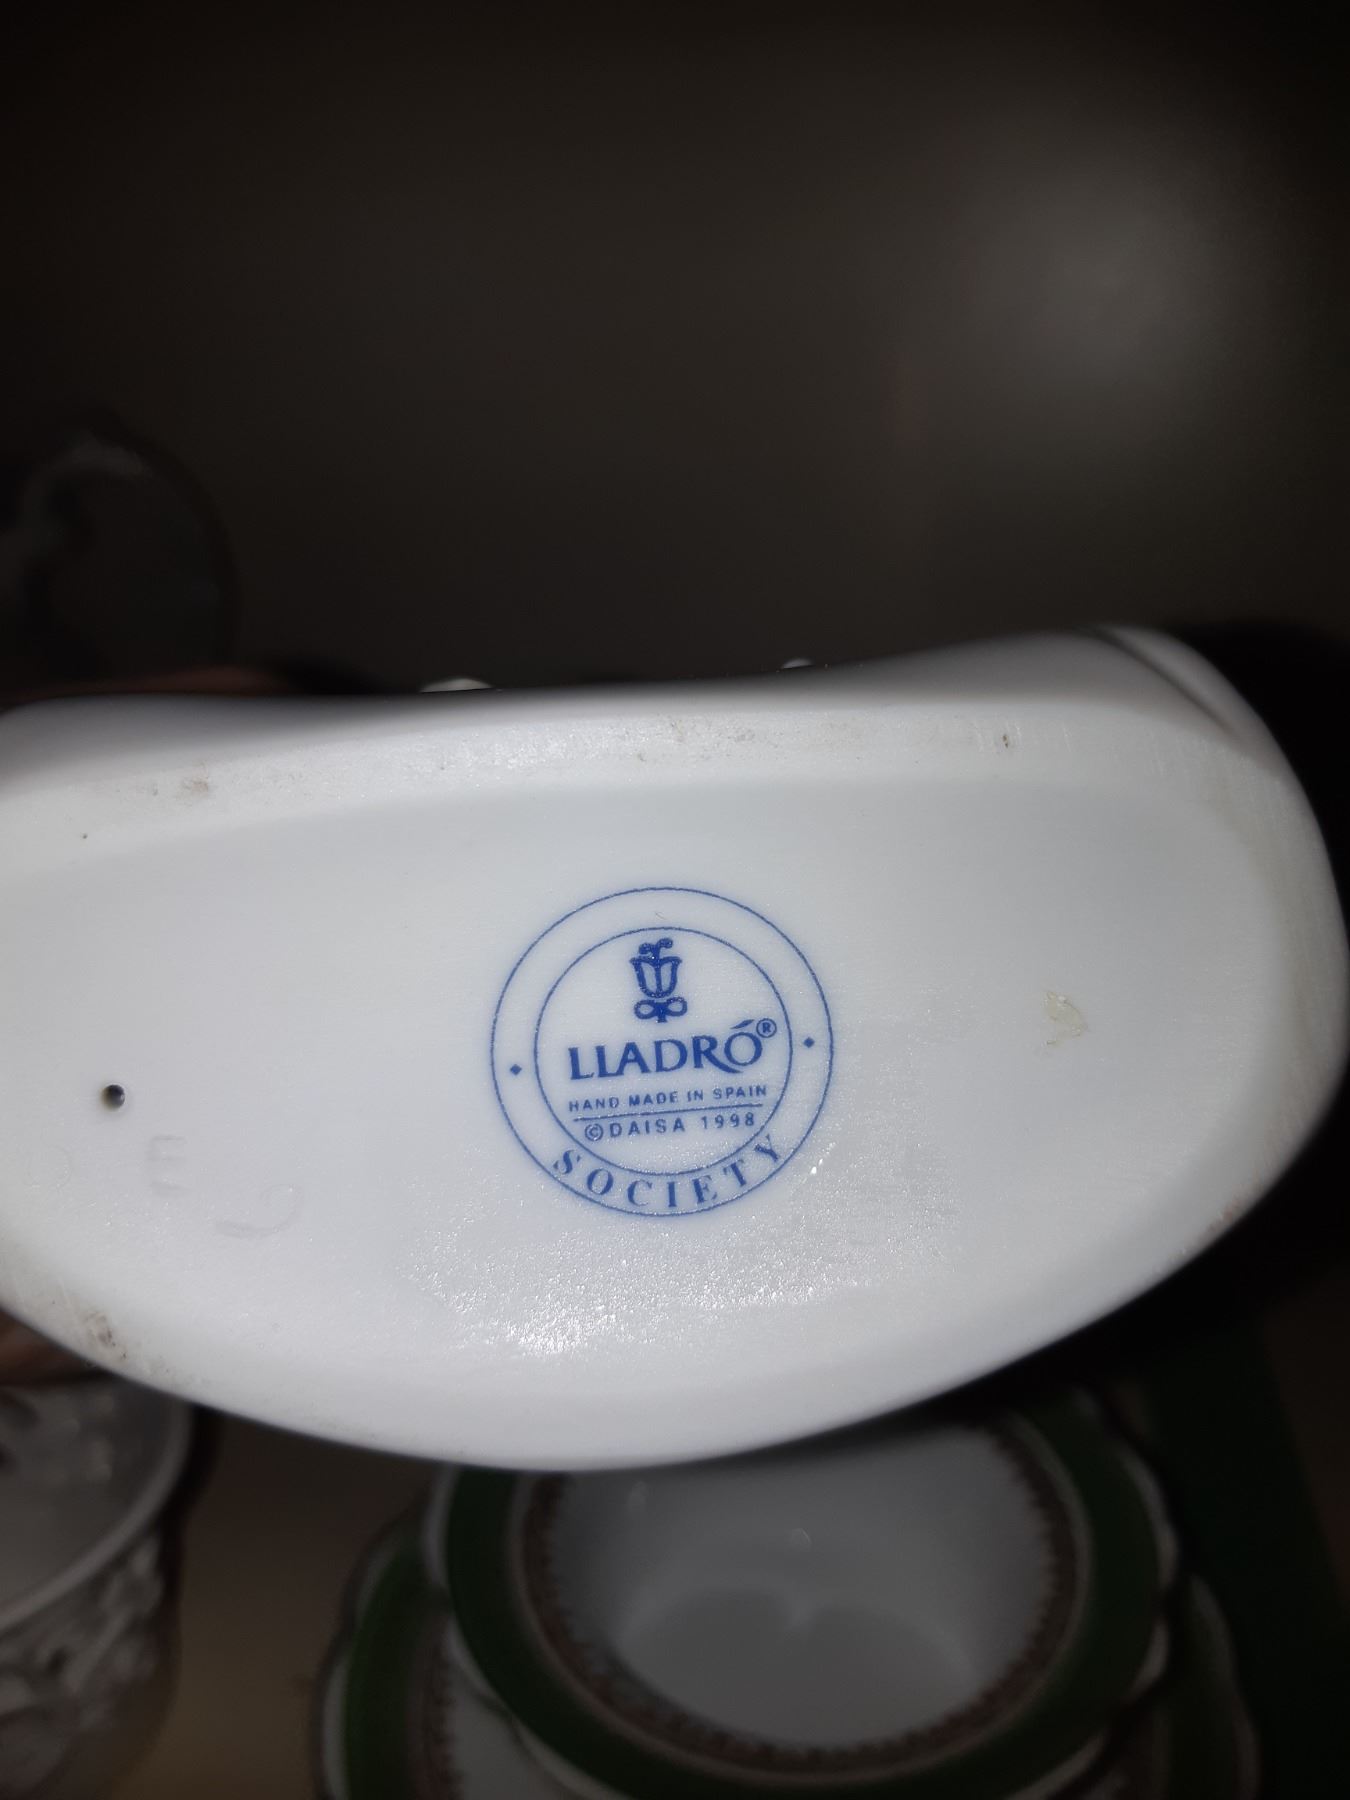 LLADRÓ®
HAND MADE IN SPAIN
©DAISA 1998
SOCIETY